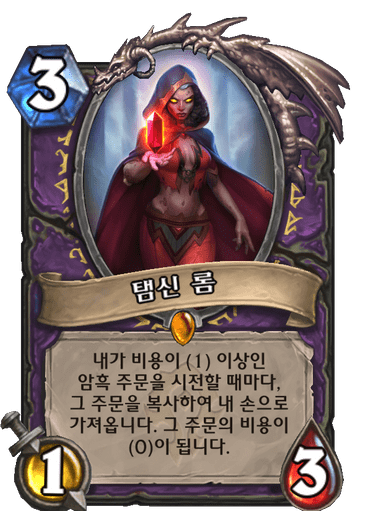 3
탬신 롬
내가 비용이 (1) 이상인
암흑 주문을 시전할 때마다,
그 주문을 복사하여 내 손으로
가져옵니다. 그 주문의 비용이
(0)이 됩니다.
1
3